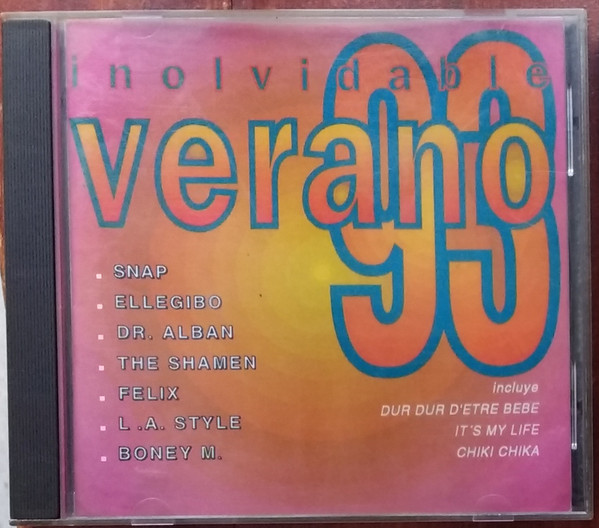 inolvidable
verano
93
SNAP
ELLEGIBO
DR. ALBAN
THE SHAMEN
FELIX
L .A. STYLE
BONEY M.
incluye
DUR DUR D'ETRE BEBE
IT'S MY LIFE
CHIKI CHIKA